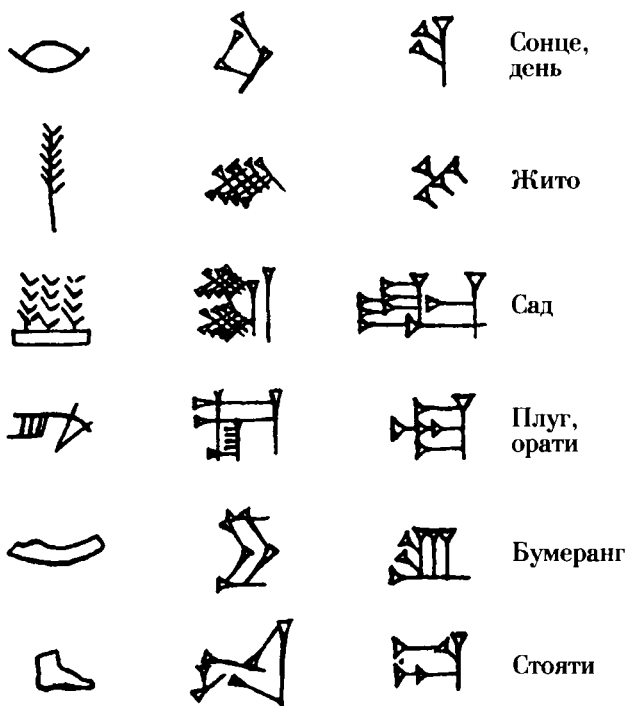 Сонце,
день
Жито
Сад
Плуг,
орати
Бумеранг
Стояти